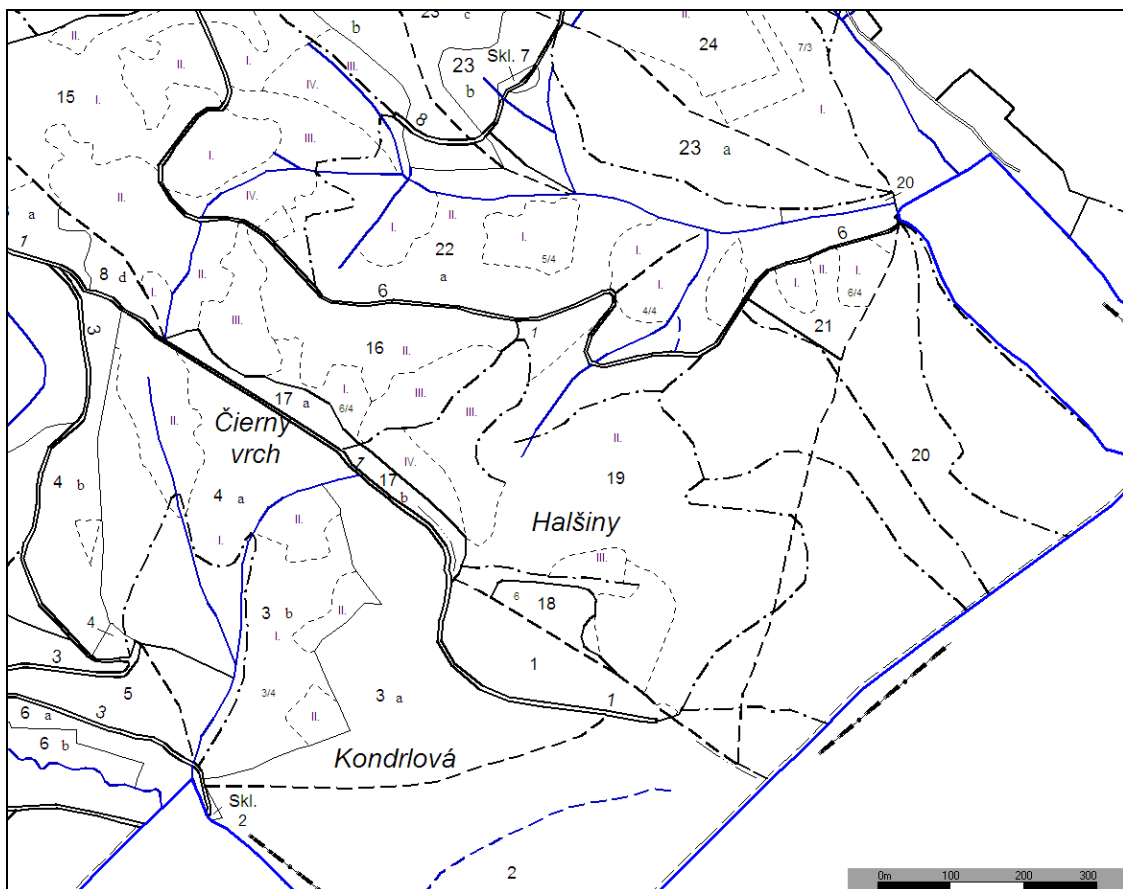 23 c
II.
I.
b
II.
24
Skl. 7
23
b
7/3
II.
III.
IV.
15 I.
I.
8
III.
I.
23 a
II.
IV.
20
a
I.
II.
I.
I.
6
1
8 d
I.
II.
22
a
5/4
I.
II.
I.
I.
6/4
6
4/4
3
III.
1
21
16 II.
I.
6/4
III.
III.
17 a
II.
Čierny
vrch
II.
IV.
1
17
b
19
20
4 b
4 a
II.
Halšiny
I.
III.
6
18
3 b
II.
4
I.
3
1
5
3/4
3 a
1
6 a
3
II.
6 b
Kondrlová
Skl.
2
2
0m 100 200 300